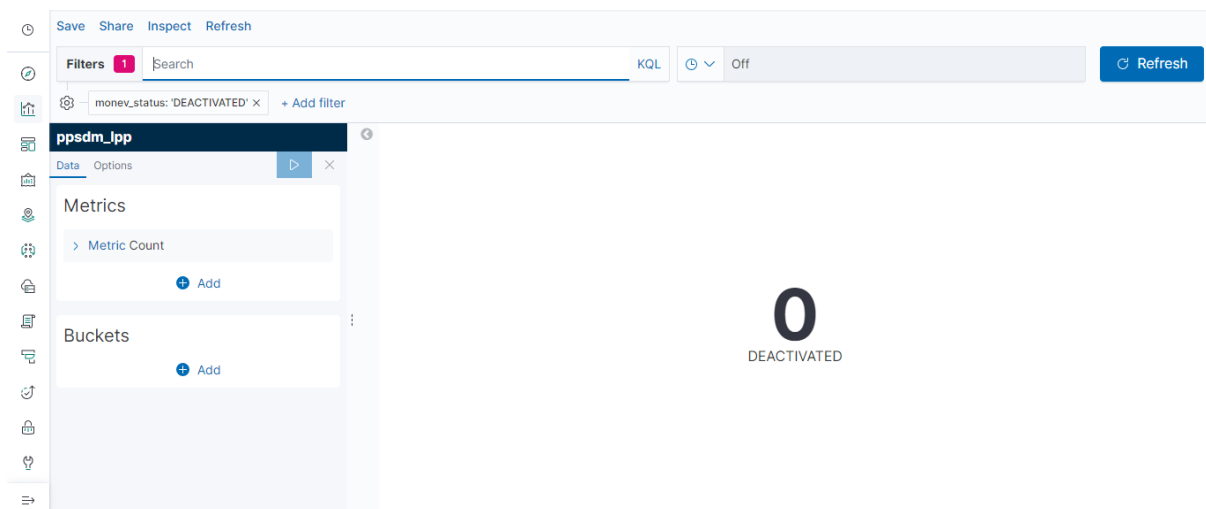 Save Share Inspect Refresh
Filters 1 Search KQL Off Refresh
monev_status: 'DEACTIVATED' × + Add filter
ppsdm_lpp
Data Options
Metrics
Metric Count
Add
Buckets
Add
0
DEACTIVATED